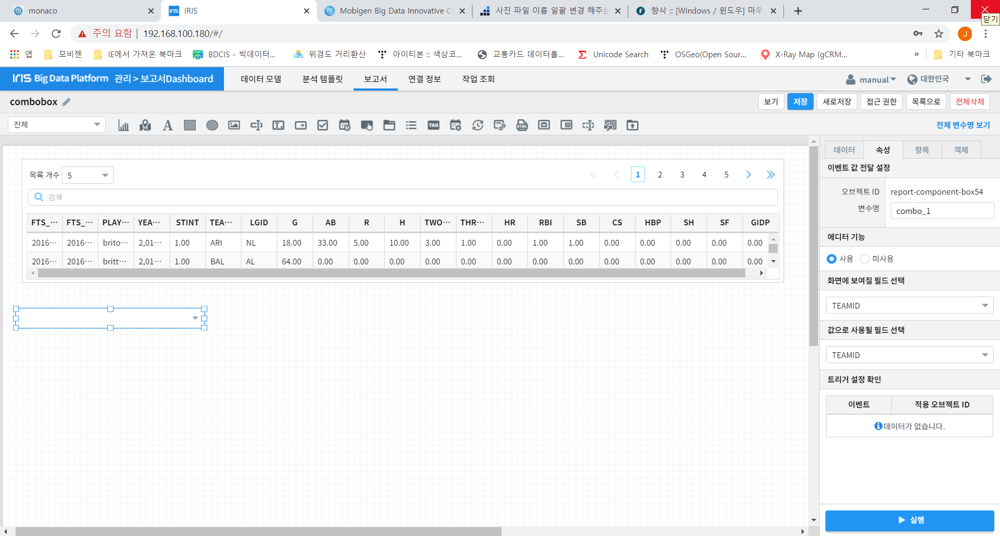 monaco
IRIS
Mobigen Big Data Innovative Co
사진 파일 이름 일괄 변경 해주는
향삭 :: [Windows / 윈도우] 마우
닫기
주의 요함 192.168.100.180/#/
J
앱 모비젠 IE에서 가져온 북마크 BDCIS - 빅데이터... 위경도 거리환산 아이티본 :: 색상코... 교통카드 데이터를... Unicode Search OSGeo(Open Sour... X-Ray Map (gCRM... » 기타 북마크
IRIS Big Data Platform 관리 > 보고서Dashboard 데이터 모델 분석 템플릿 보고서 연결 정보 작업 조회 manual 대한민국
combobox 보기 저장 새로저장 접근 권한 목록으로 전체삭제
전체 전체 변수명 보기
목록 개수 5 1 2 3 4 5
검색
FTS_··· FTS_··· PLAY··· YEA··· STINT TEA··· LGID G AB R H TWO··· THR··· HR RBI SB CS HBP SH SF GIDP
2016··· 2016··· brito··· 2,01··· 1.00 ARI NL 18.00 33.00 5.00 10.00 3.00 1.00 0.00 1.00 1.00 0.00 0.00 0.00 0.00 0.00
2016··· 2016··· britt··· 2,01··· 1.00 BAL AL 64.00 0.00 0.00 0.00 0.00 0.00 0.00 0.00 0.00 0.00 0.00 0.00 0.00 0.00
데이터 속성 항목 객체
이벤트 값 전달 설정
오브젝트 ID report-component-box54
변수명 combo_1
에디터 기능
사용 미사용
화면에 보여질 필드 선택
TEAMID
값으로 사용될 필드 선택
TEAMID
트리거 설정 확인
이벤트 적용 오브젝트 ID
데이터가 없습니다.
실행